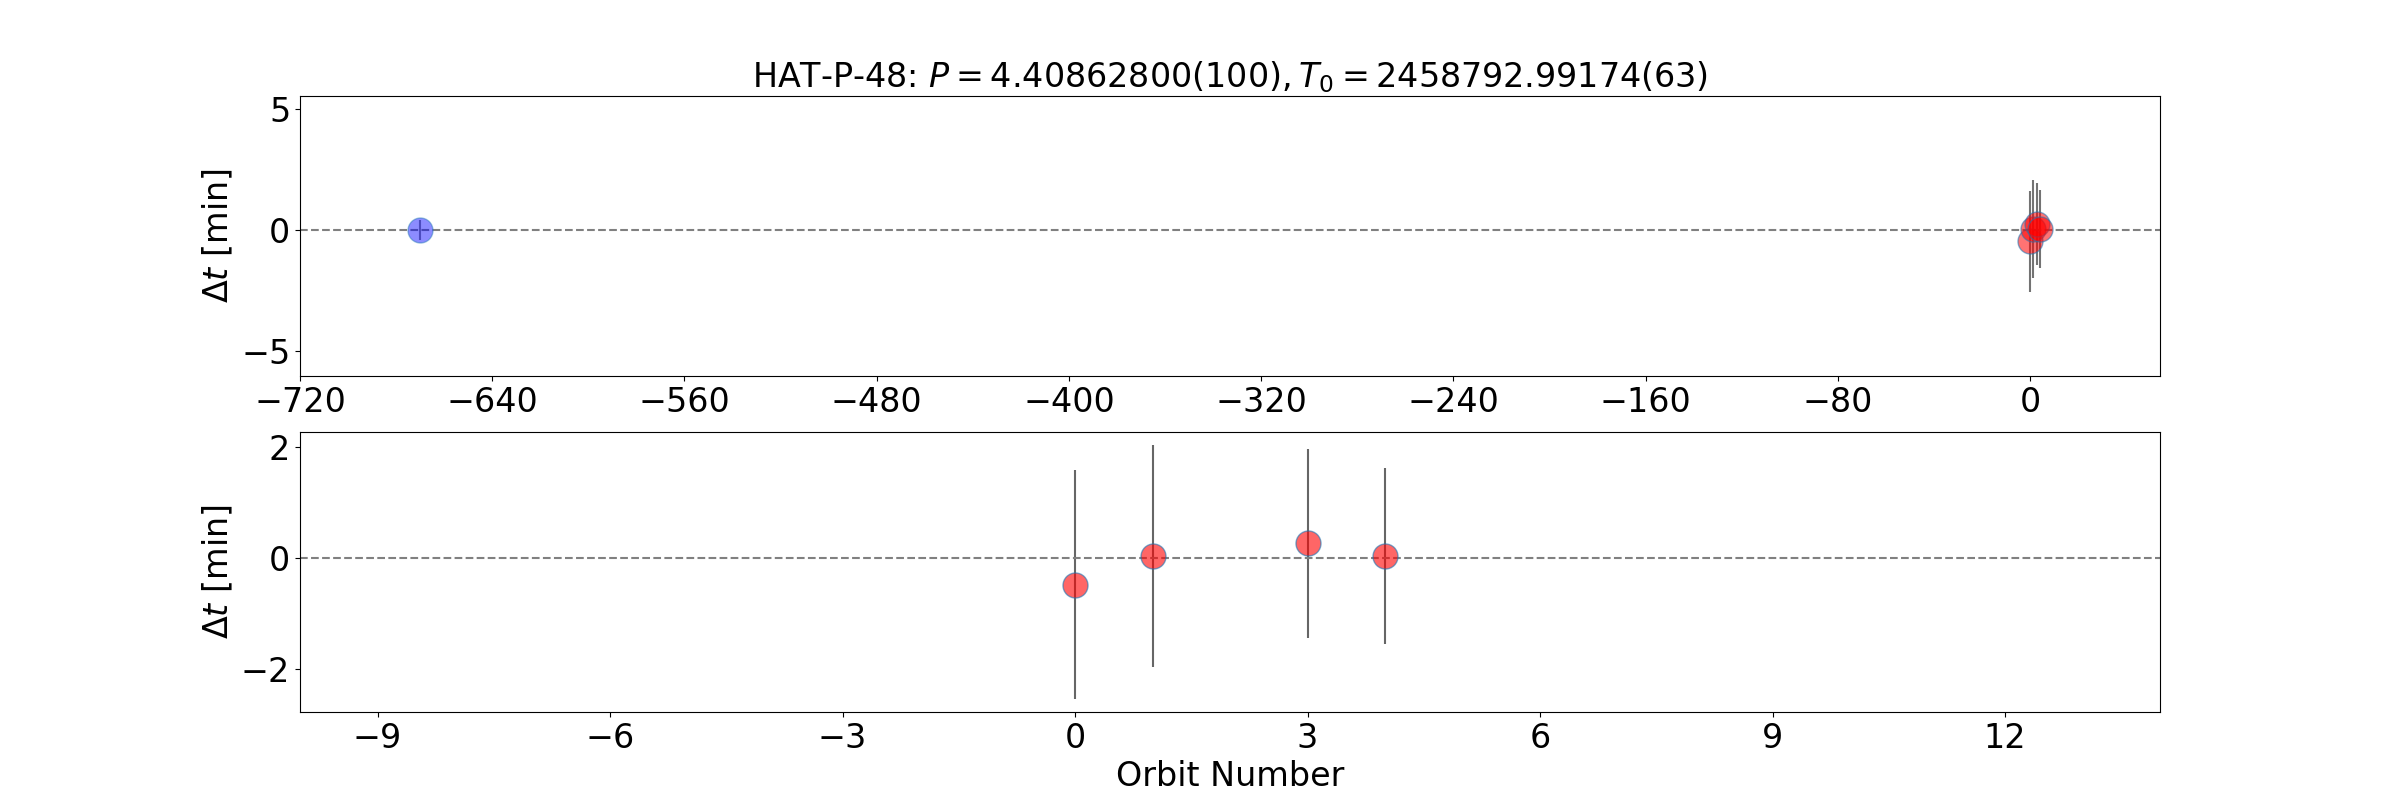 HAT-P-48: P = 4.40862800(100), T₀ = 2458792.99174(63)
5
0
−5
Δt [min]
−720 −640 −560 −480 −400 −320 −240 −160 −80 0
2
0
−2
Δt [min]
−9 −6 −3 0 3 6 9 12
Orbit Number